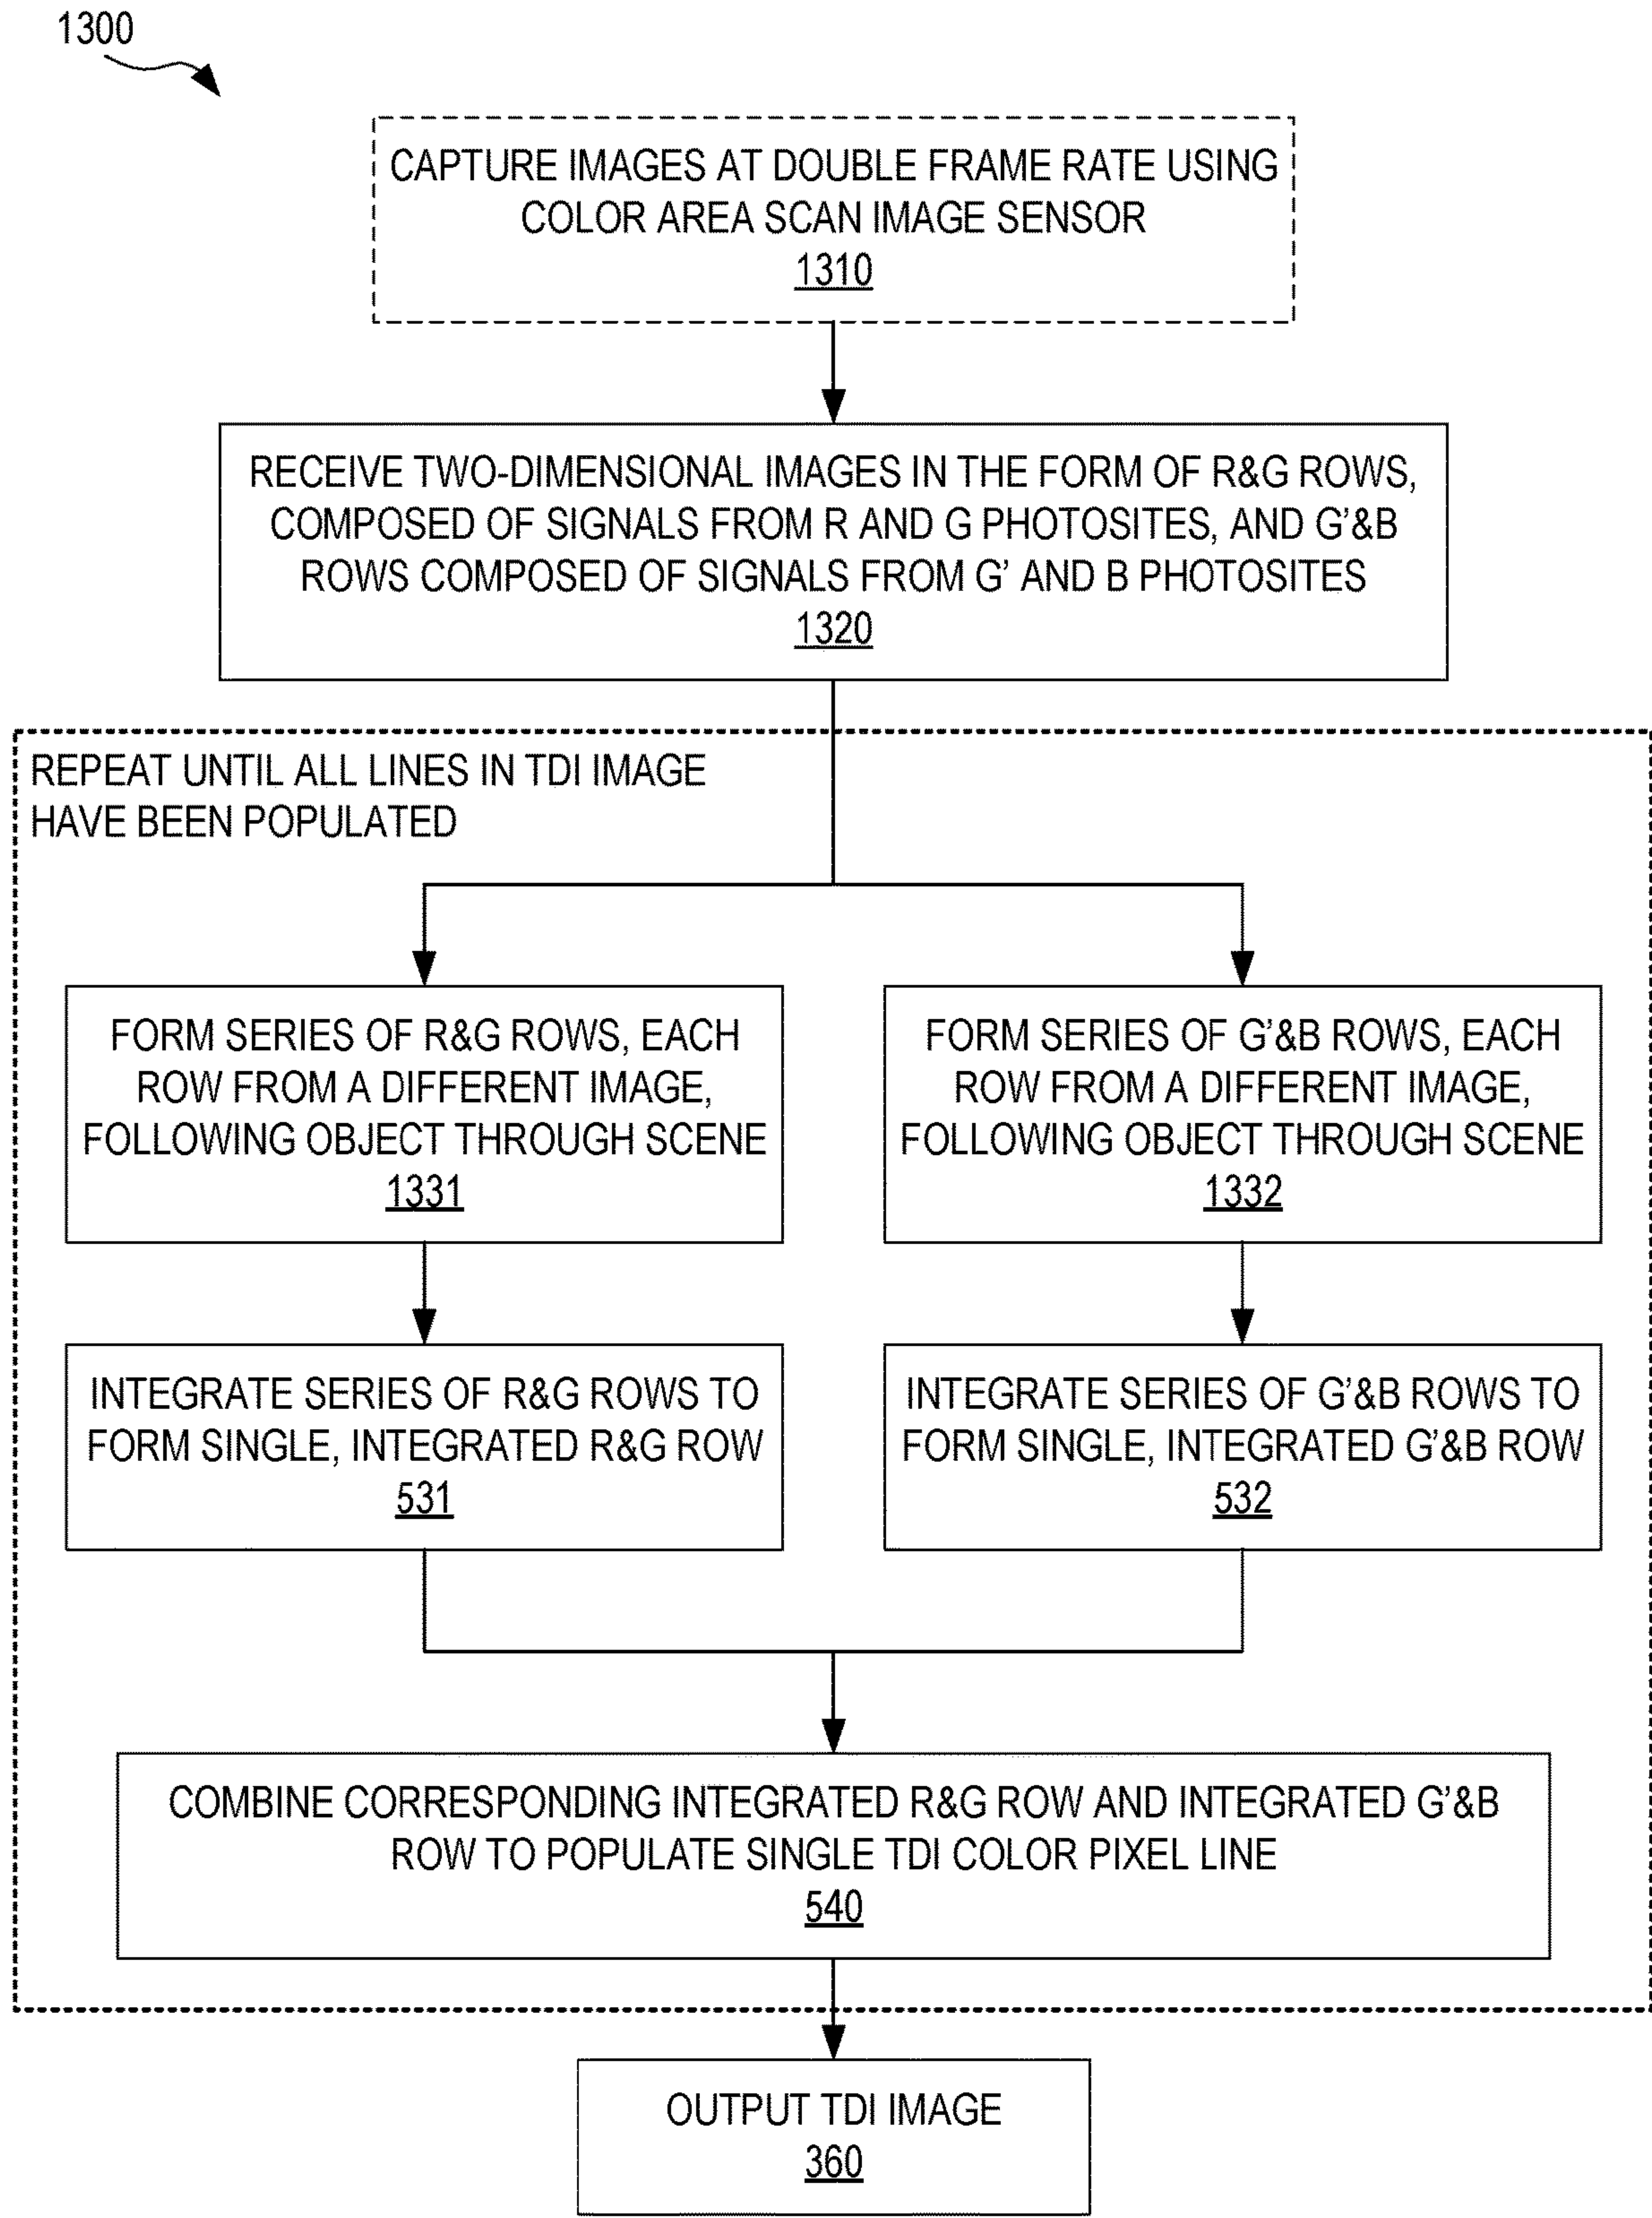 1300
CAPTURE IMAGES AT DOUBLE FRAME RATE USING
COLOR AREA SCAN IMAGE SENSOR
1310
RECEIVE TWO-DIMENSIONAL IMAGES IN THE FORM OF R&G ROWS,
COMPOSED OF SIGNALS FROM R AND G PHOTOSITES, AND G’&B
ROWS COMPOSED OF SIGNALS FROM G’ AND B PHOTOSITES
1320
REPEAT UNTIL ALL LINES IN TDI IMAGE
HAVE BEEN POPULATED
FORM SERIES OF R&G ROWS, EACH
ROW FROM A DIFFERENT IMAGE,
FOLLOWING OBJECT THROUGH SCENE
1331
FORM SERIES OF G’&B ROWS, EACH
ROW FROM A DIFFERENT IMAGE,
FOLLOWING OBJECT THROUGH SCENE
1332
INTEGRATE SERIES OF R&G ROWS TO
FORM SINGLE, INTEGRATED R&G ROW
531
INTEGRATE SERIES OF G’&B ROWS TO
FORM SINGLE, INTEGRATED G’&B ROW
532
COMBINE CORRESPONDING INTEGRATED R&G ROW AND INTEGRATED G’&B
ROW TO POPULATE SINGLE TDI COLOR PIXEL LINE
540
OUTPUT TDI IMAGE
360